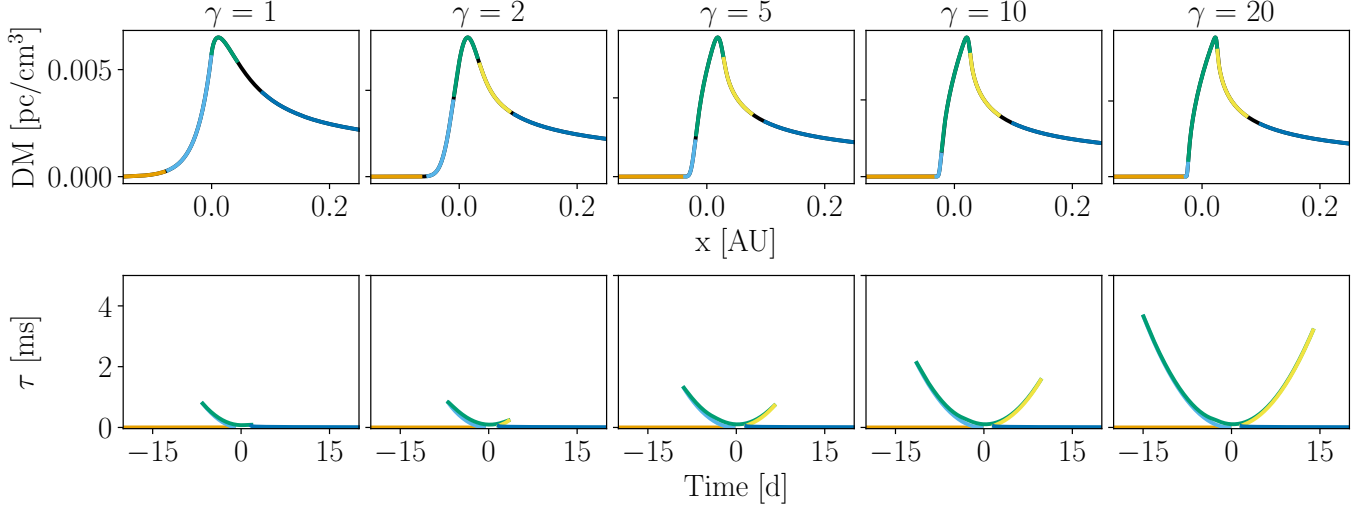 γ = 1 γ = 2 γ = 5 γ = 10 γ = 20
DM [pc/cm³]
0.005
0.000
0.0 0.2 0.0 0.2 0.0 0.2 0.0 0.2 0.0 0.2
x [AU]
τ [ms]
4
2
0
−15 0 15 −15 0 15 −15 0 15 −15 0 15 −15 0 15
Time [d]